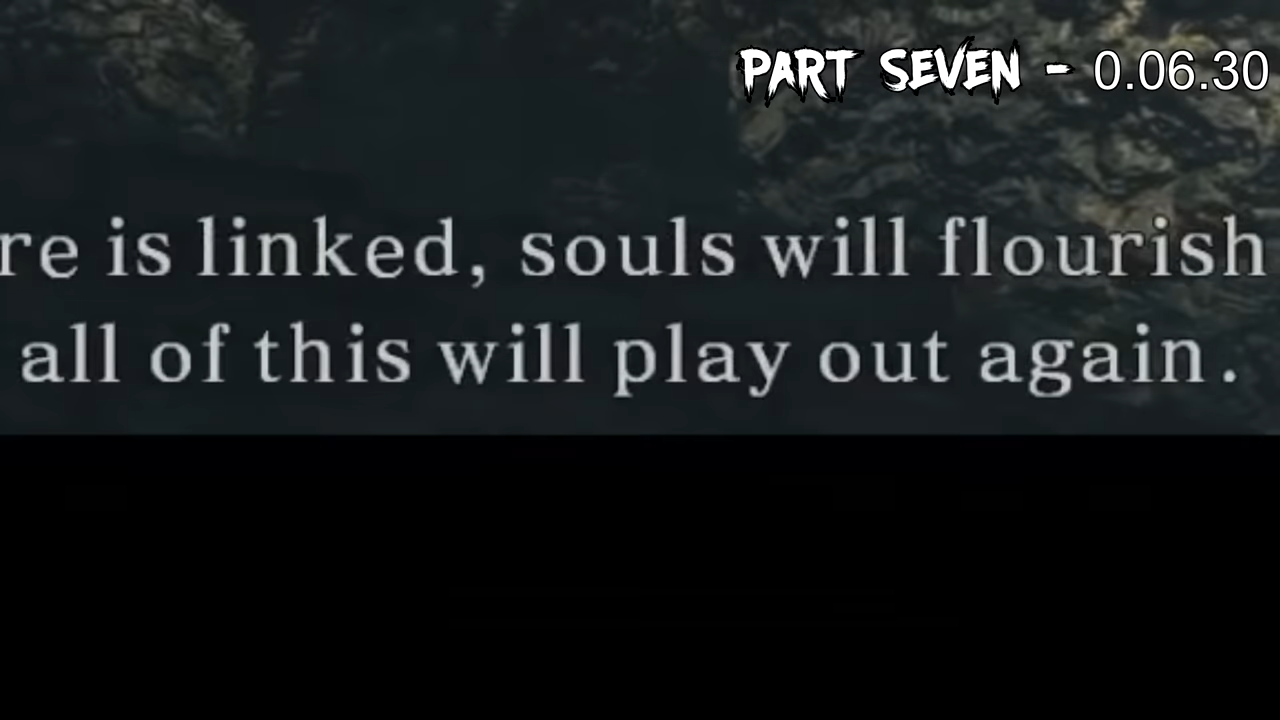 PART SEVEN - 0.06.30
re is linked, souls will flourish
all of this will play out again.